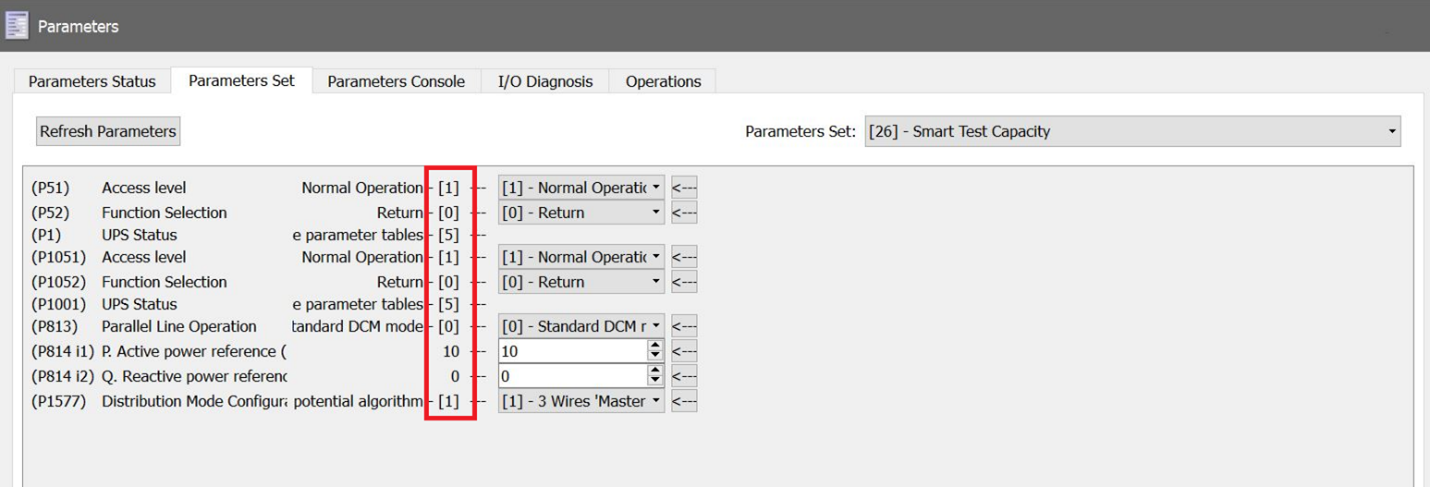 Parameters
Parameters Status Parameters Set Parameters Console I/O Diagnosis Operations
Refresh Parameters Parameters Set: [26] - Smart Test Capacity
(P51) Access level Normal Operation - [1] --- [1] - Normal Operatic <---
(P52) Function Selection Return - [0] --- [0] - Return <---
(P1) UPS Status e parameter tables - [5] ---
(P1051) Access level Normal Operation - [1] --- [1] - Normal Operatic <---
(P1052) Function Selection Return - [0] --- [0] - Return <---
(P1001) UPS Status e parameter tables - [5] ---
(P813) Parallel Line Operation tandard DCM mode - [0] --- [0] - Standard DCM r <---
(P814 i1) P. Active power reference ( 10 --- 10 <---
(P814 i2) Q. Reactive power referenc 0 --- 0 <---
(P1577) Distribution Mode Configura potential algorithm - [1] --- [1] - 3 Wires 'Master <---